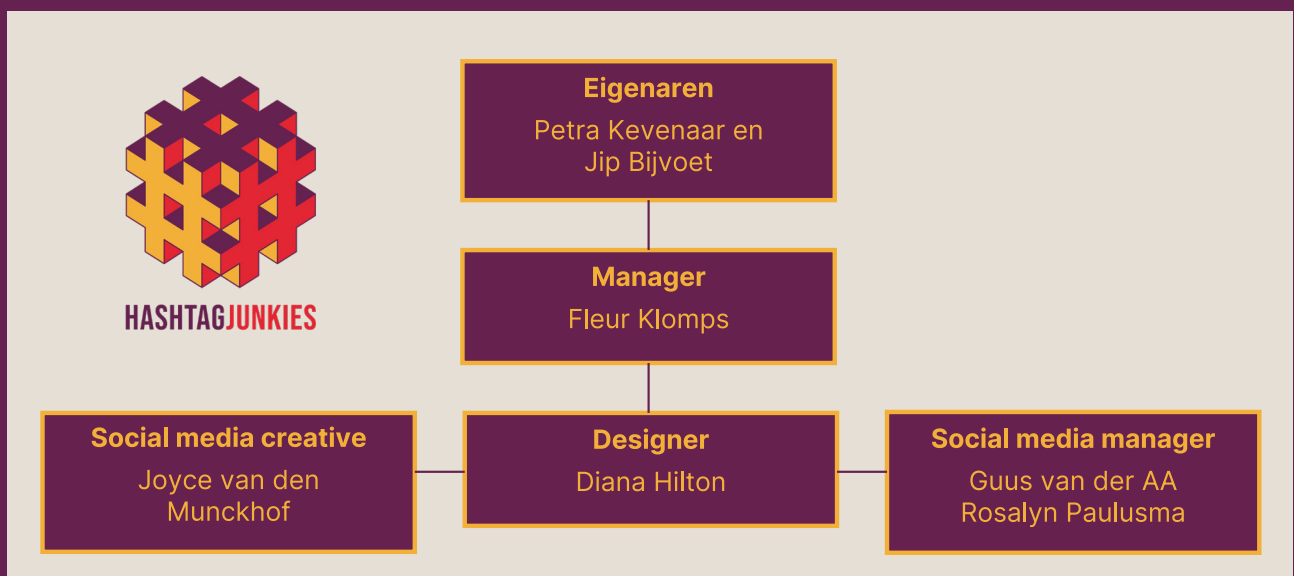 Eigenaren
Petra Kevenaar en
Jip Bijvoet
HASHTAGJUNKIES
Manager
Fleur Klomps
Social media creative
Joyce van den
Munckhof
Designer
Diana Hilton
Social media manager
Guus van der AA
Rosalyn Paulusma